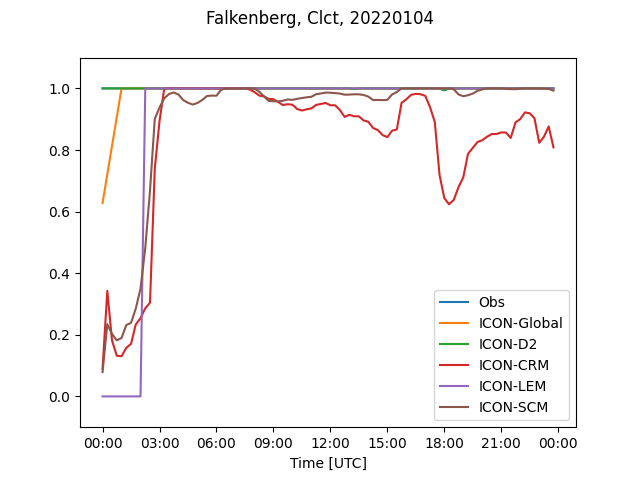 Falkenberg, Clct, 20220104
1.0
0.8
0.6
0.4
0.2
0.0
Obs
ICON-Global
ICON-D2
ICON-CRM
ICON-LEM
ICON-SCM
00:00 03:00 06:00 09:00 12:00 15:00 18:00 21:00 00:00
Time [UTC]